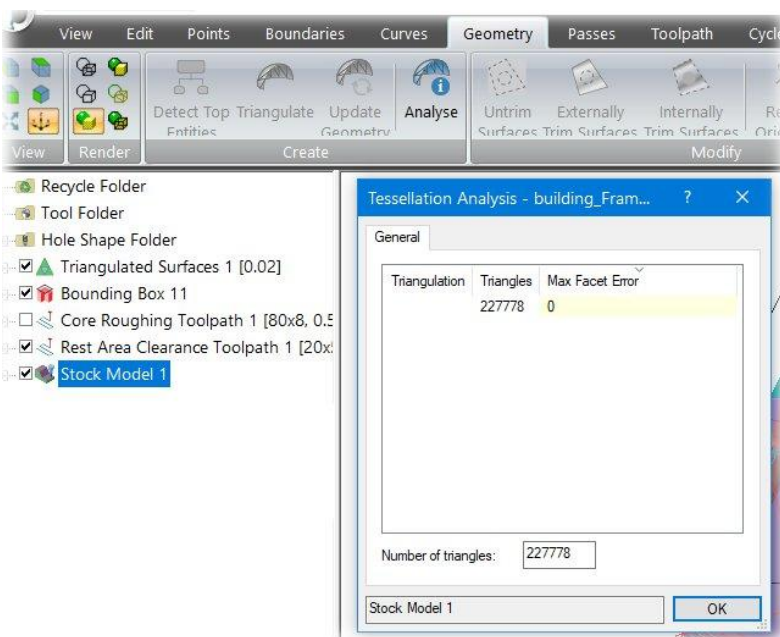 View Edit Points Boundaries Curves Geometry Passes Toolpath
Detect Top Triangulate Update Analyse Untrim Externally Internally
Entities Geometry Surfaces Trim Surfaces Trim Surfaces
View Render Create Modify
Recycle Folder
Tool Folder
Hole Shape Folder
Triangulated Surfaces 1 [0.02]
Bounding Box 11
Core Roughing Toolpath 1 [80x8, 0.5
Rest Area Clearance Toolpath 1 [20x
Stock Model 1
Tessellation Analysis - building_Fram... ? ×
General
Triangulation Triangles Max Facet Error
227778 0
Number of triangles: 227778
Stock Model 1 OK